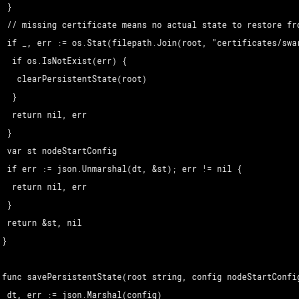 }
// missing certificate means no actual state to restore
if _, err := os.Stat(filepath.Join(root, "certificates/
if os.IsNotExist(err) {
clearPersistentState(root)
}
return nil, err
}
var st nodeStartConfig
if err := json.Unmarshal(dt, &st); err != nil {
return nil, err
}
return &st, nil
}
func savePersistentState(root string, config nodeStartConfig
dt, err := json.Marshal(config)